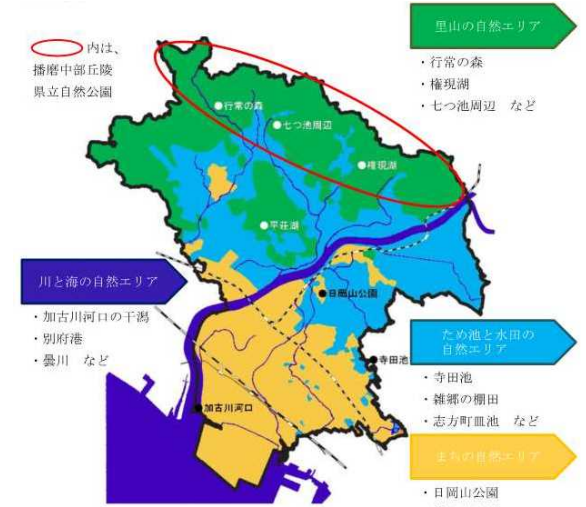 内は、
播磨中部丘陵
県立自然公園
里山の自然エリア
・行常の森
・権現湖
・七つ池周辺　など
行常の森
七つ池周辺
権現湖
平荘湖
川と海の自然エリア
・加古川河口の干潟
・別府港
・曇川　など
日岡山公園
寺田池
加古川河口
ため池と水田の
自然エリア
・寺田池
・雑郷の棚田
・志方町皿池　など
まちの自然エリア
・日岡山公園